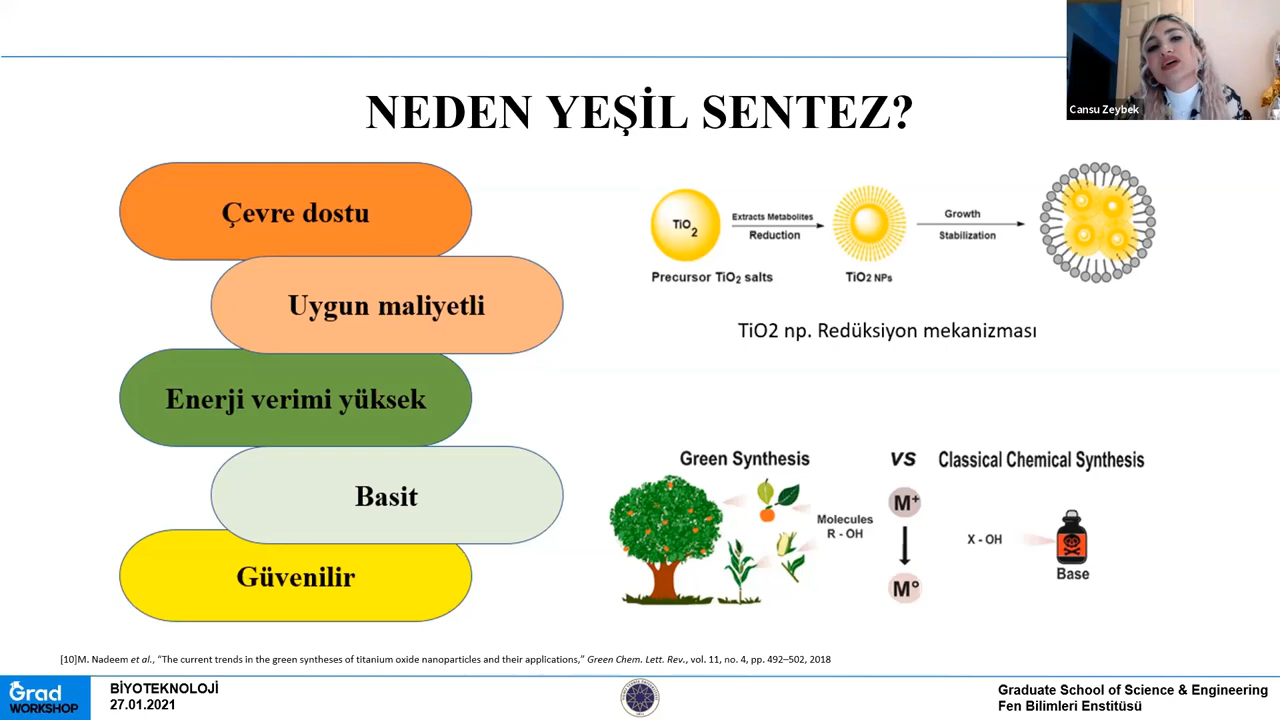 Cansu Zeybek
NEDEN YEŞİL SENTEZ?
Çevre dostu
Uygun maliyetli
Enerji verimi yüksek
Basit
Güvenilir
TiO2
Extracts Metabolites
Reduction
Growth
Stabilization
Precursor TiO2 salts
TiO2 NPs
TiO2 np. Redüksiyon mekanizması
Green Synthesis
VS
Classical Chemical Synthesis
Molecules
R - OH
M+
M°
X - OH
Base
[10]M. Nadeem et al., “The current trends in the green syntheses of titanium oxide nanoparticles and their applications,” Green Chem. Lett. Rev., vol. 11, no. 4, pp. 492–502, 2018
Grad
WORKSHOP
BİYOTEKNOLOJİ
27.01.2021
Graduate School of Science & Engineering
Fen Bilimleri Enstitüsü